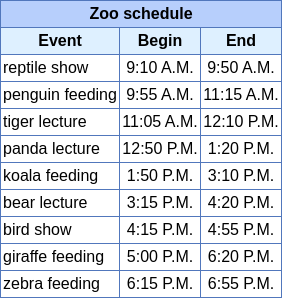 Zoo schedule
Event Begin End
reptile show 9:10 A.M. 9:50 A.M.
penguin feeding 9:55 A.M. 11:15 A.M.
tiger lecture 11:05 A.M. 12:10 P.M.
panda lecture 12:50 P.M. 1:20 P.M.
koala feeding 1:50 P.M. 3:10 P.M.
bear lecture 3:15 P.M. 4:20 P.M.
bird show 4:15 P.M. 4:55 P.M.
giraffe feeding 5:00 P.M. 6:20 P.M.
zebra feeding 6:15 P.M. 6:55 P.M.